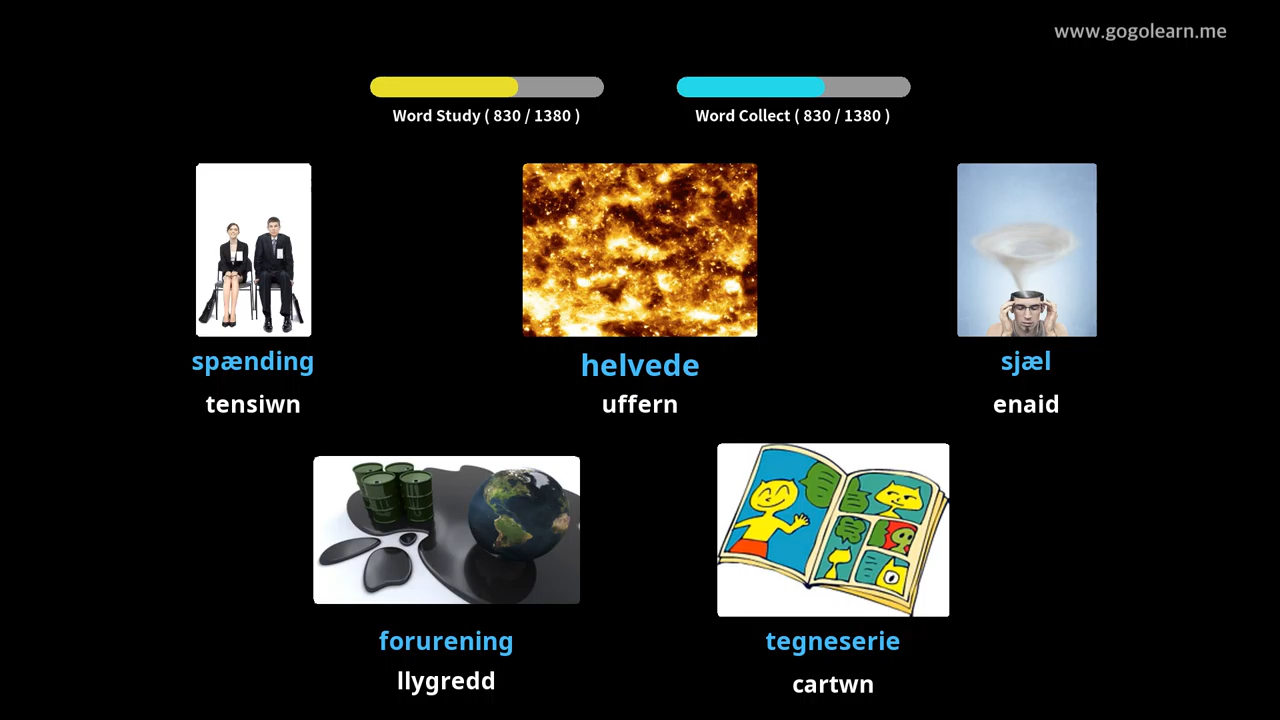 www.gogolearn.me
Word Study ( 830 / 1380 )
Word Collect ( 830 / 1380 )
spænding
tensiwn
helvede
uffern
sjæl
enaid
forurening
llygredd
tegneserie
cartwn